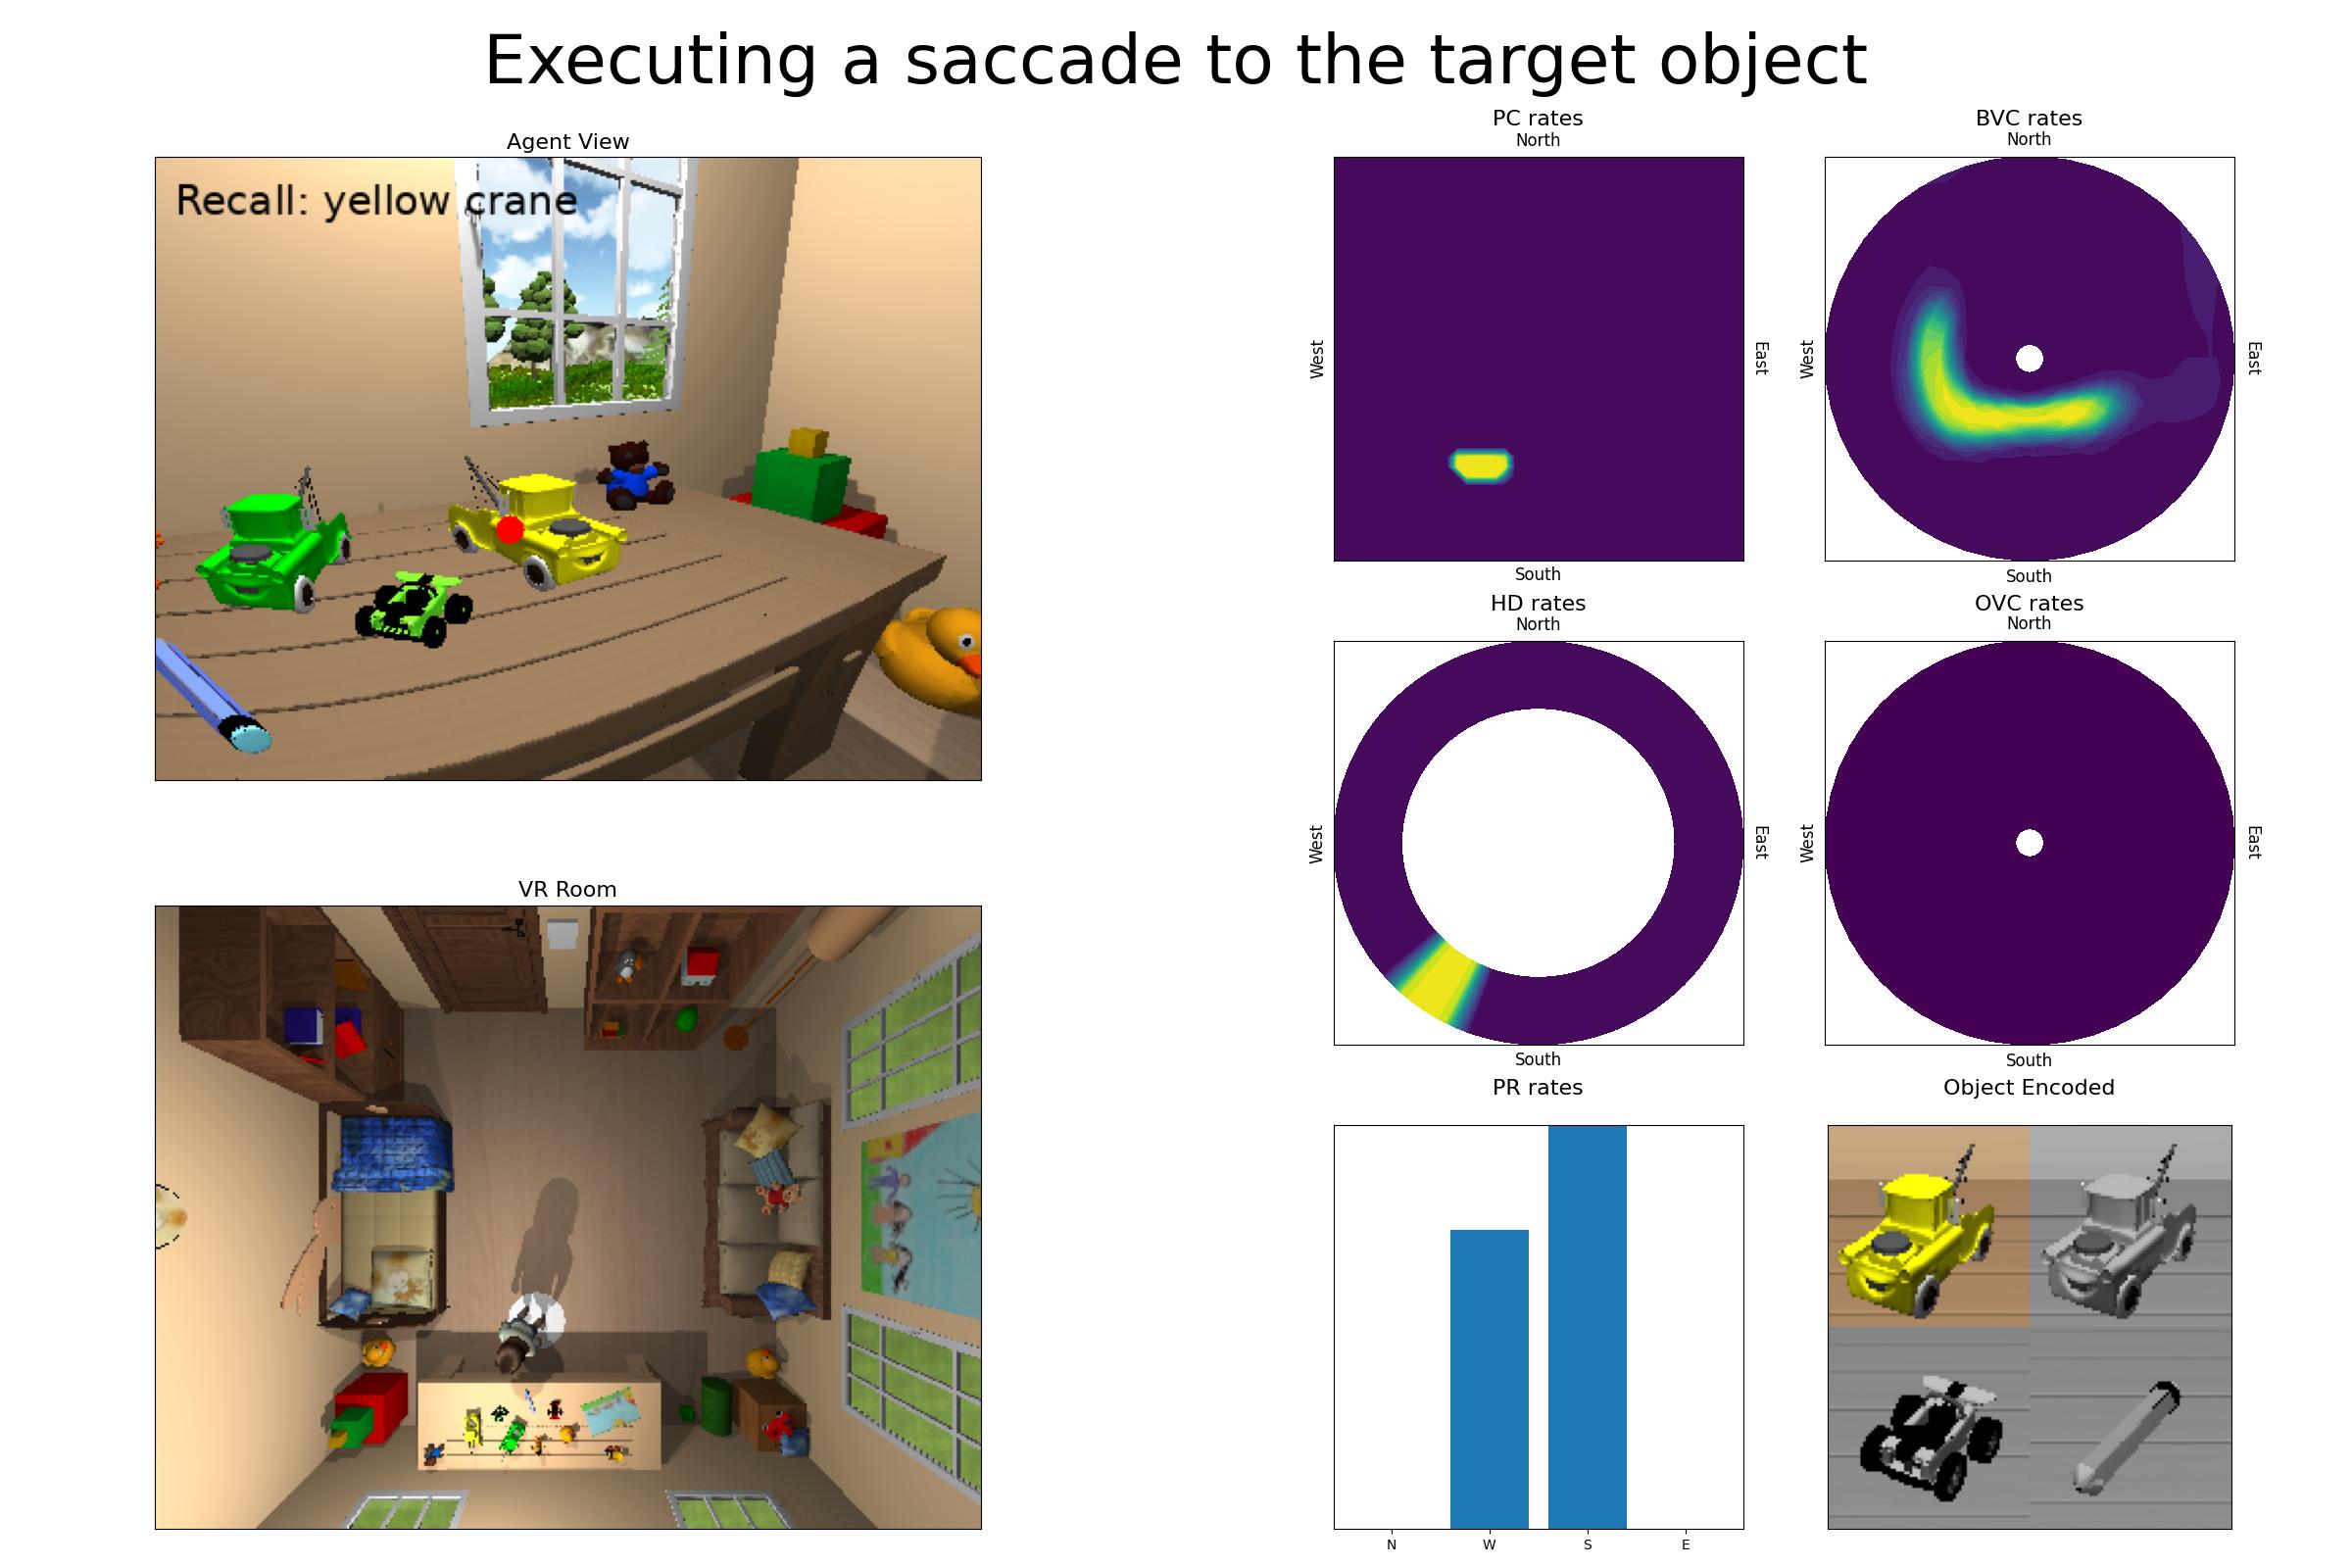 Executing a saccade to the target object
Agent View
Recall: yellow crane
VR Room
PC rates
North
West
East
South
BVC rates
North
West
East
South
HD rates
North
West
East
South
OVC rates
North
West
East
South
PR rates
N W S E
Object Encoded